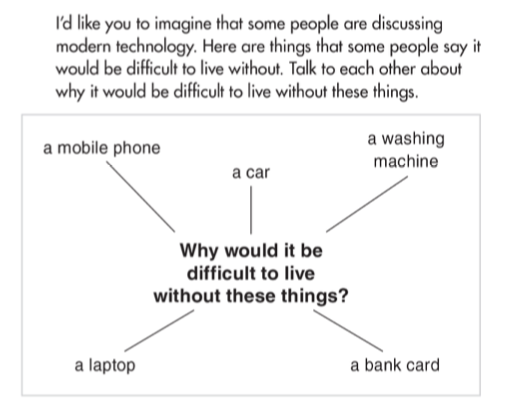 I'd like you to imagine that some people are discussing
modern technology. Here are things that some people say it
would be difficult to live without. Talk to each other about
why it would be difficult to live without these things.
a mobile phone
a car
a washing
machine
Why would it be
difficult to live
without these things?
a laptop
a bank card